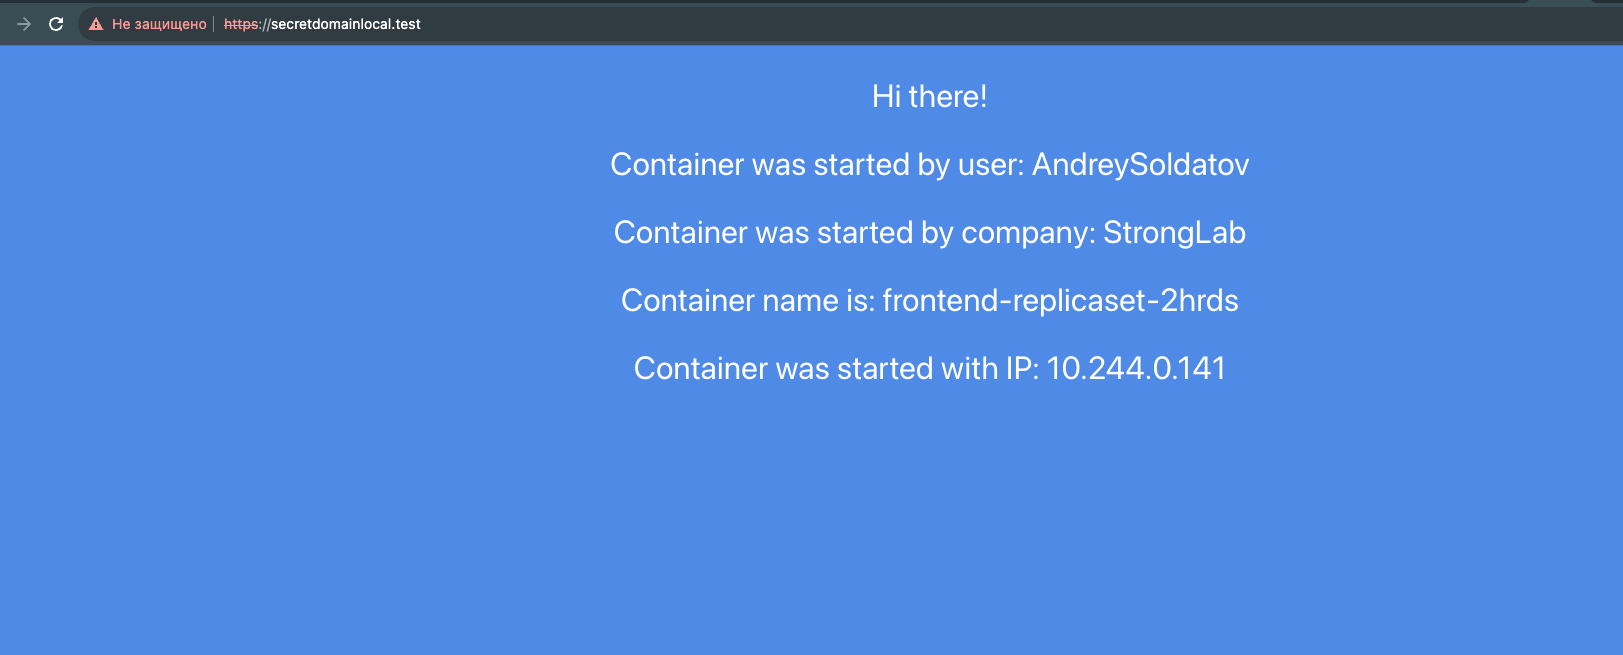 Не защищено https://secretdomainlocal.test
Hi there!
Container was started by user: AndreySoldatov
Container was started by company: StrongLab
Container name is: frontend-replicaset-2hrds
Container was started with IP: 10.244.0.141